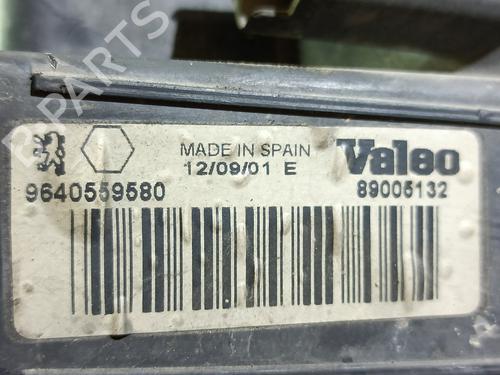 B-PARTS
MADE IN SPAIN
12/09/01 E
Valeo
9640559580
89005132